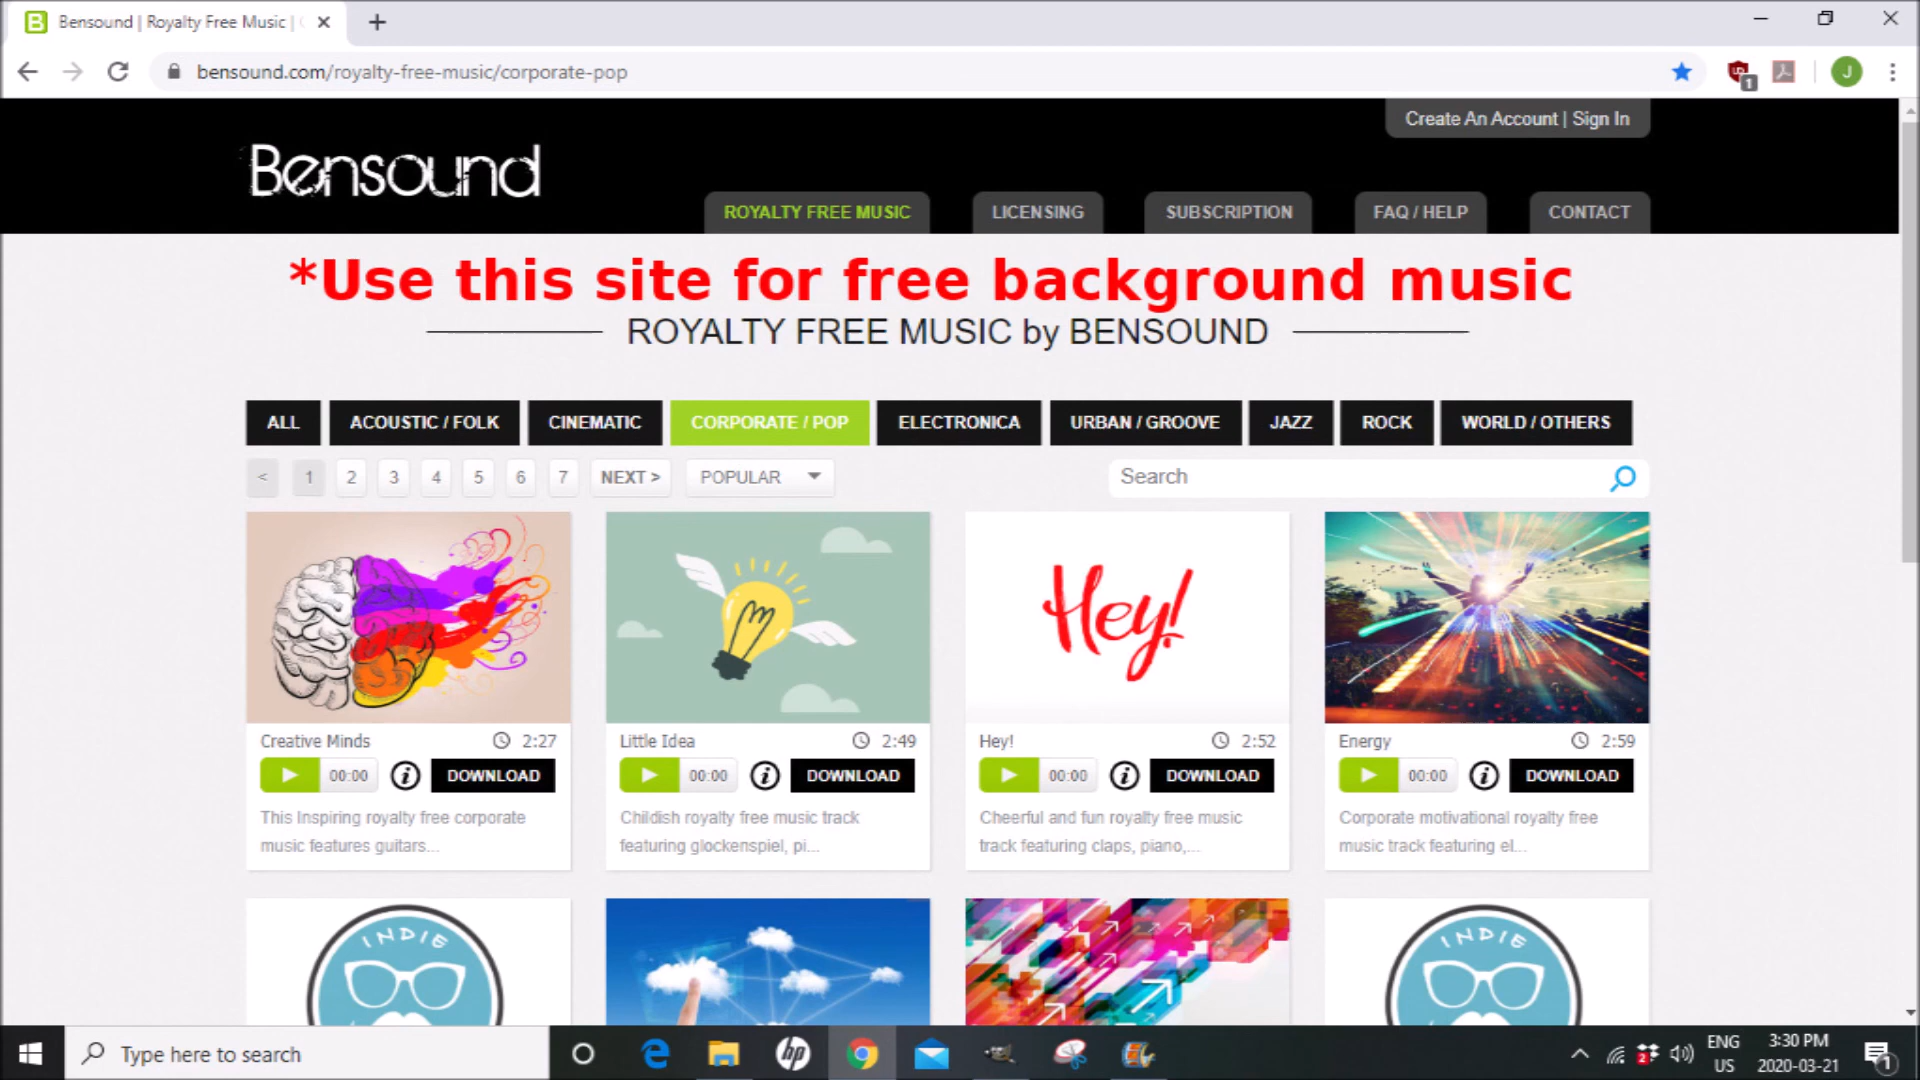 Bensound | Royalty Free Music |
bensound.com/royalty-free-music/corporate-pop
1
J
Create An Account | Sign In
Bensound
ROYALTY FREE MUSIC LICENSING SUBSCRIPTION FAQ / HELP CONTACT
*Use this site for free background music
ROYALTY FREE MUSIC by BENSOUND
ALL ACOUSTIC / FOLK CINEMATIC CORPORATE / POP ELECTRONICA URBAN / GROOVE JAZZ ROCK WORLD / OTHERS
< 1 2 3 4 5 6 7 NEXT > POPULAR Search
Hey!
Creative Minds 2:27 Little Idea 2:49 Hey! 2:52 Energy 2:59
00:00 i DOWNLOAD 00:00 i DOWNLOAD 00:00 i DOWNLOAD 00:00 i DOWNLOAD
This Inspiring royalty free corporate Childish royalty free music track Cheerful and fun royalty free music Corporate motivational royalty free
music features guitars... featuring glockenspiel, pi... track featuring claps, piano,... music track featuring el...
INDIE INDIE
Type here to search
hp
2
ENG 3:30 PM
US 2020-03-21
1